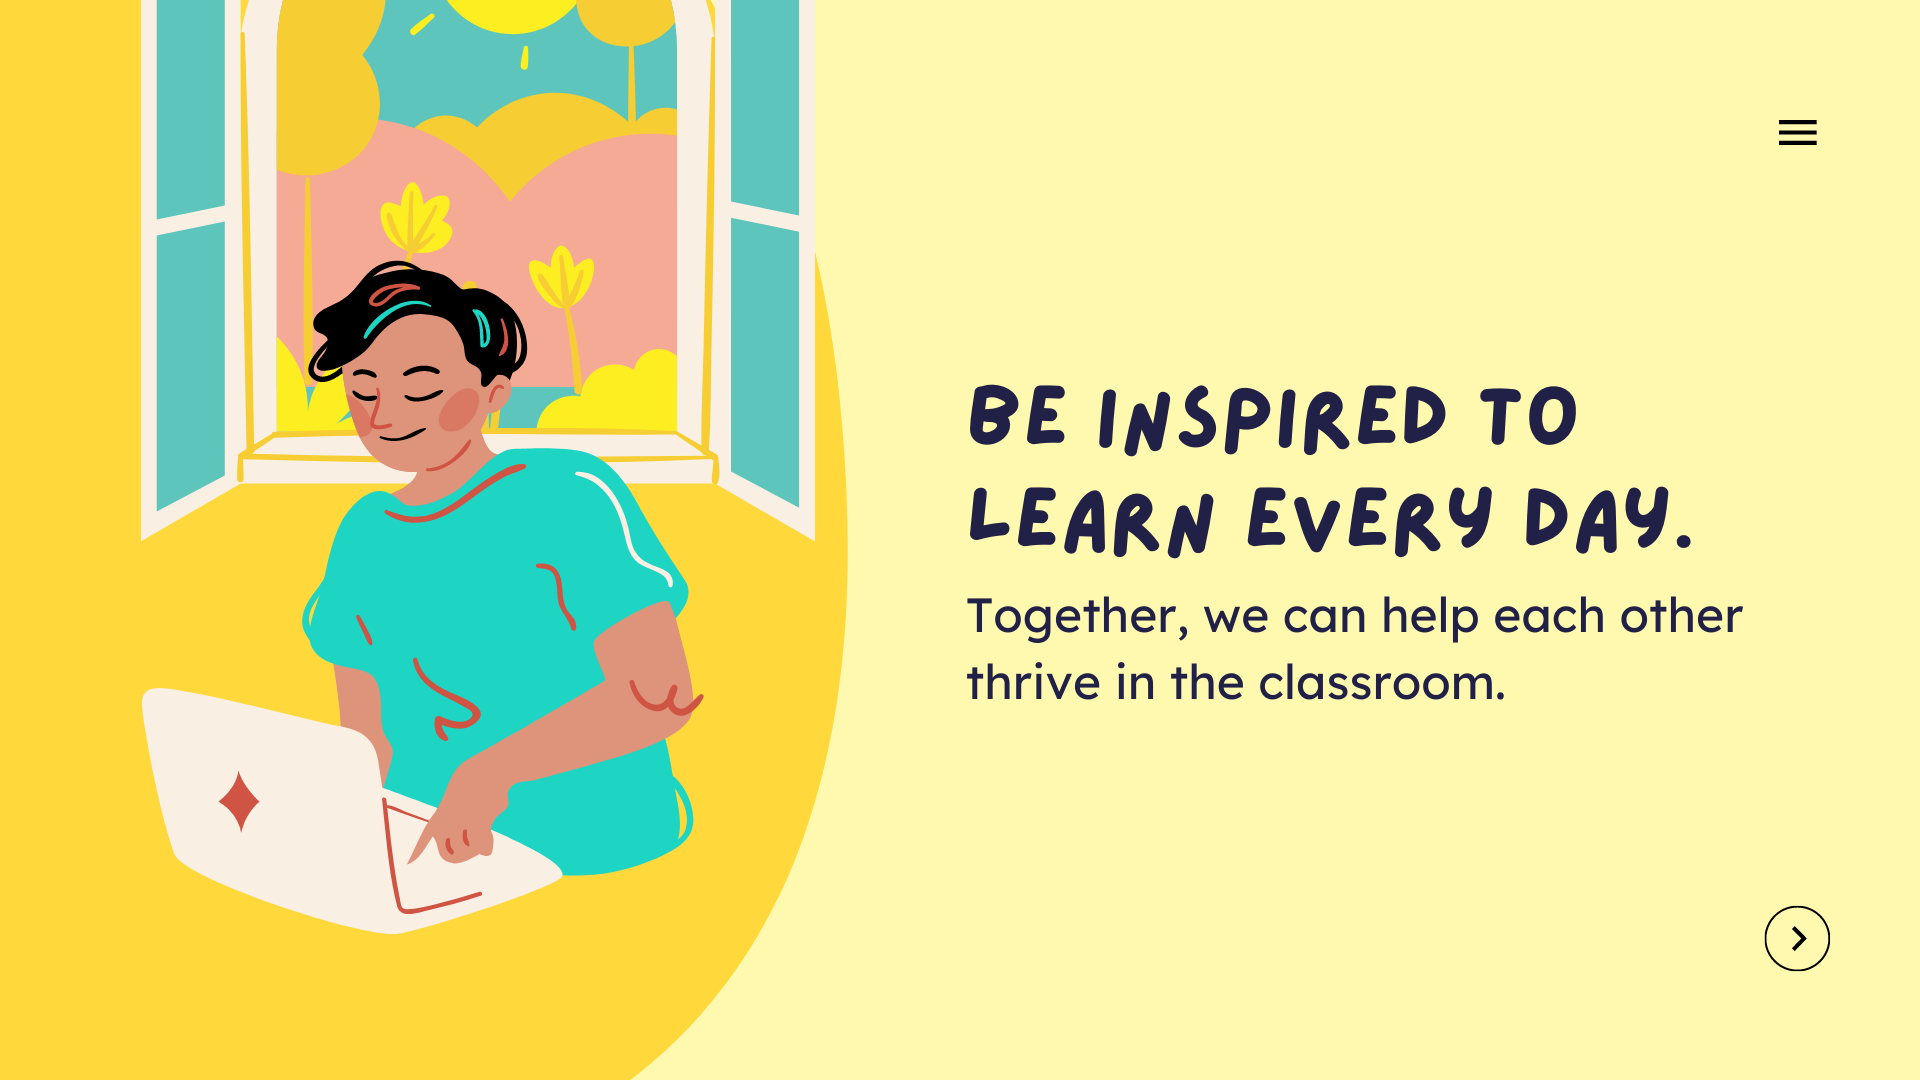 BE INSPIRED TO
LEARN EVERY DAY.
Together, we can help each other
thrive in the classroom.